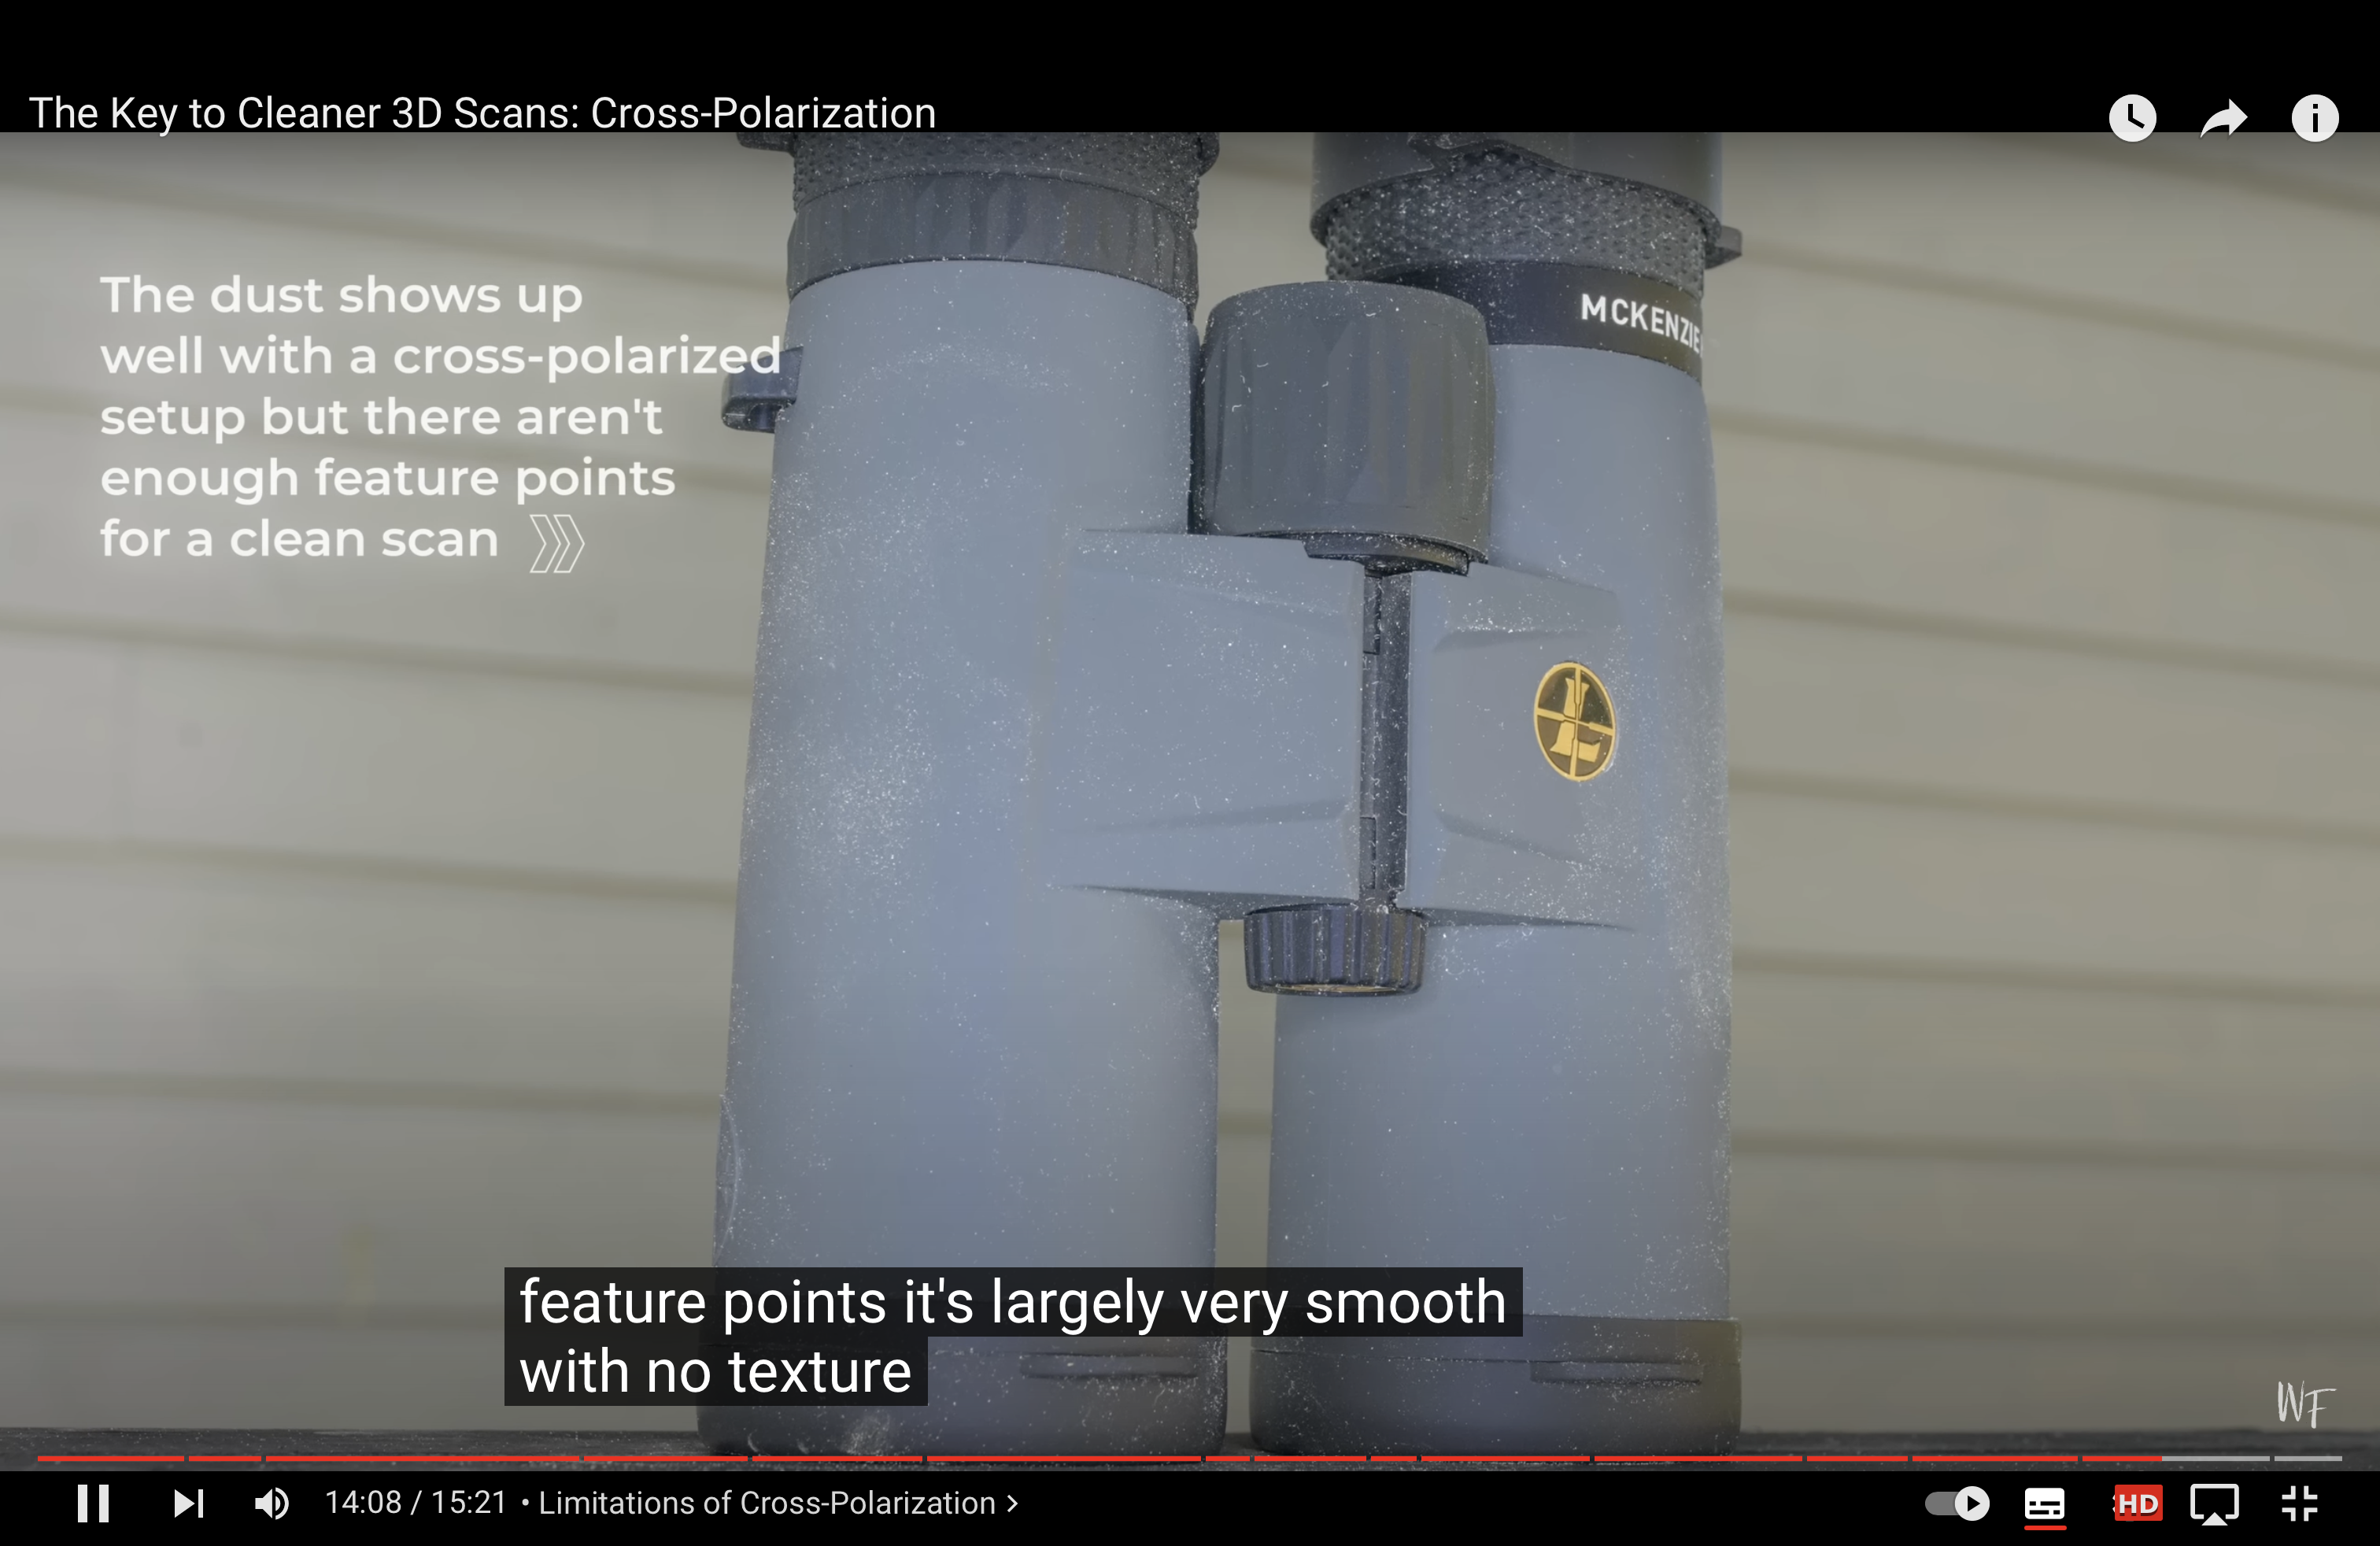 The Key to Cleaner 3D Scans: Cross-Polarization
The dust shows up
well with a cross-polarized
setup but there aren't
enough feature points
for a clean scan
MCKENZIE
L
feature points it's largely very smooth
with no texture
WF
14:08 / 15:21 • Limitations of Cross-Polarization
HD